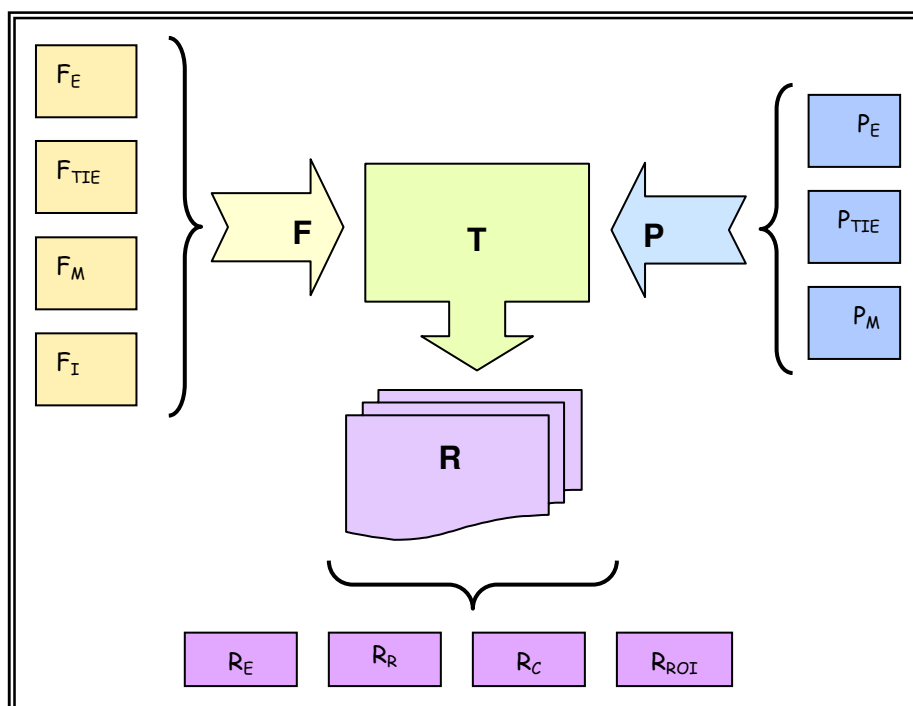 F_E
F_TIE
F_M
F_I
F
T
P
P_E
P_TIE
P_M
R
R_E
R_R
R_C
R_ROI